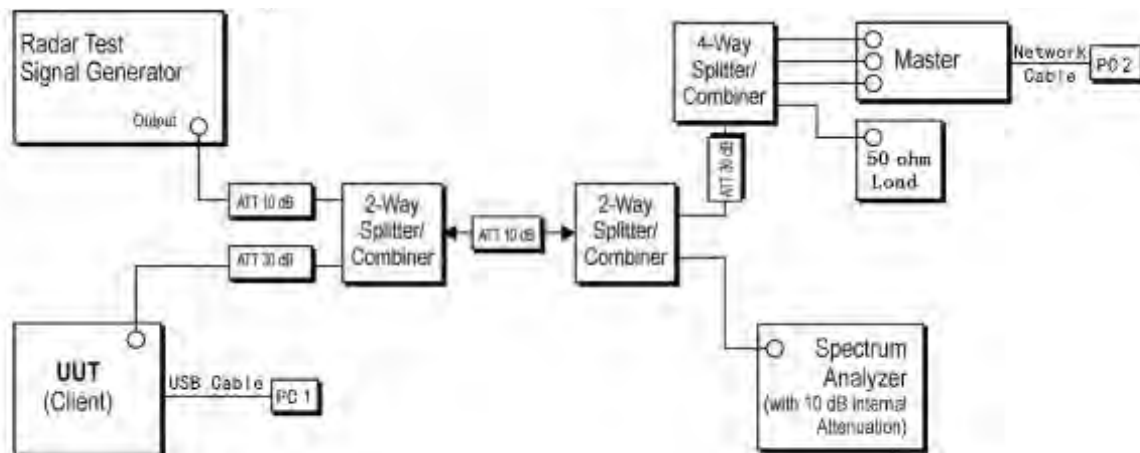 Radar Test
Signal Generator
Output
ATT 10 dB
ATT 30 dB
2-Way
Splitter/
Combiner
ATT 10 dB
2-Way
Splitter/
Combiner
ATT 30 dB
4-Way
Splitter/
Combiner
Master
Network
Cable
PC 2
50 ohm
Load
UUT
(Client)
USB Cable
PC 1
Spectrum
Analyzer
(with 10 dB Internal
Attenuation)